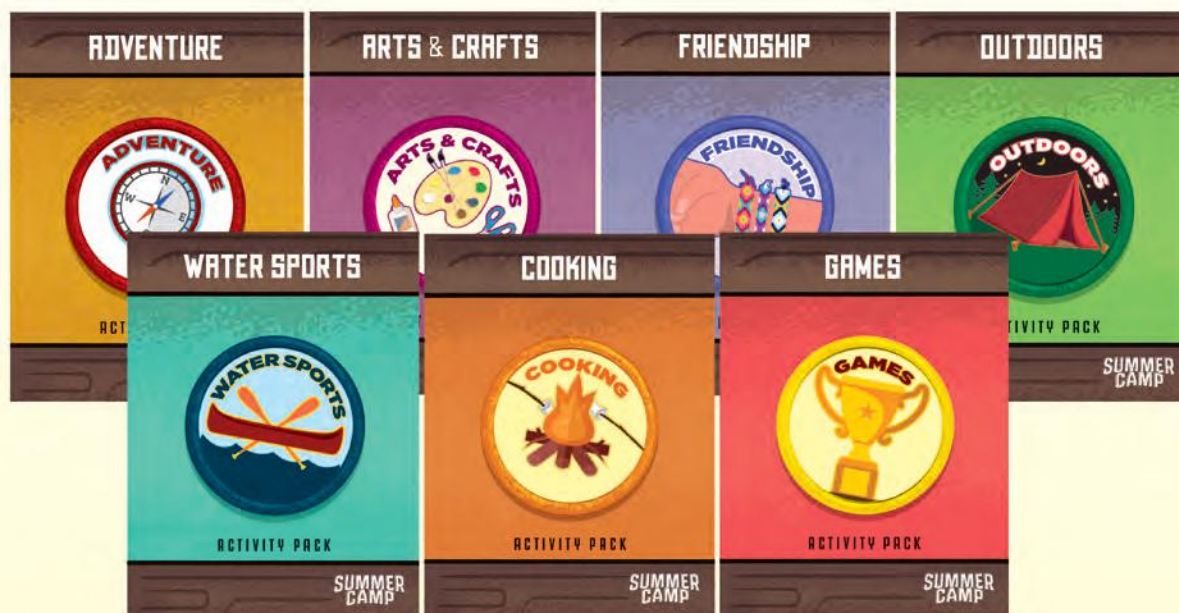 ADVENTURE
ARTS & CRAFTS
FRIENDSHIP
OUTDOORS
ADVENTURE
N
W
E
ARTS & CRAFTS
FRIENDSHIP
OUTDOORS
WATER SPORTS
COOKING
GAMES
PACK
SUMMER
CAMP
WATER SPORTS
COOKING
GAMES
ACTIVITY PACK
ACTIVITY PACK
ACTIVITY PACK
SUMMER
CAMP
SUMMER
CAMP
SUMMER
CAMP